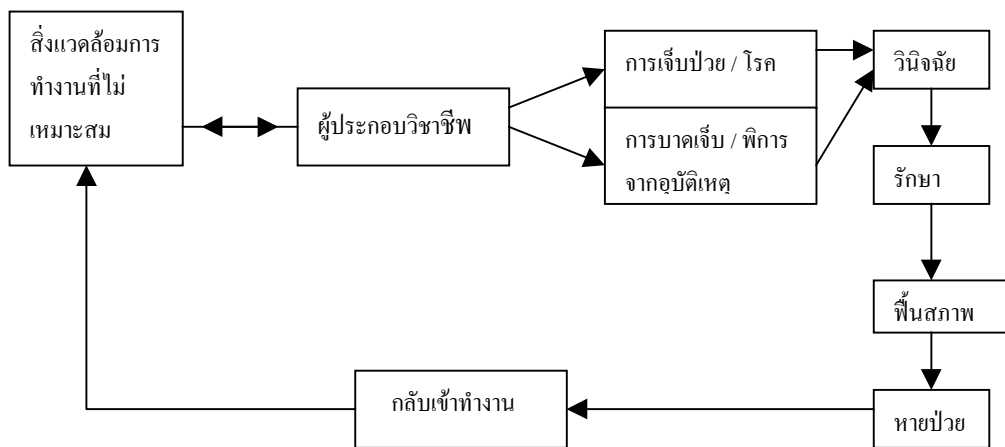 สิ่งแวดล้อมการ
ทำงานที่ไม่
เหมาะสม
ผู้ประกอบวิชาชีพ
การเจ็บป่วย / โรค
การบาดเจ็บ / พิการ
จากอุบัติเหตุ
วินิจฉัย
รักษา
ฟื้นสภาพ
หายป่วย
กลับเข้าทำงาน